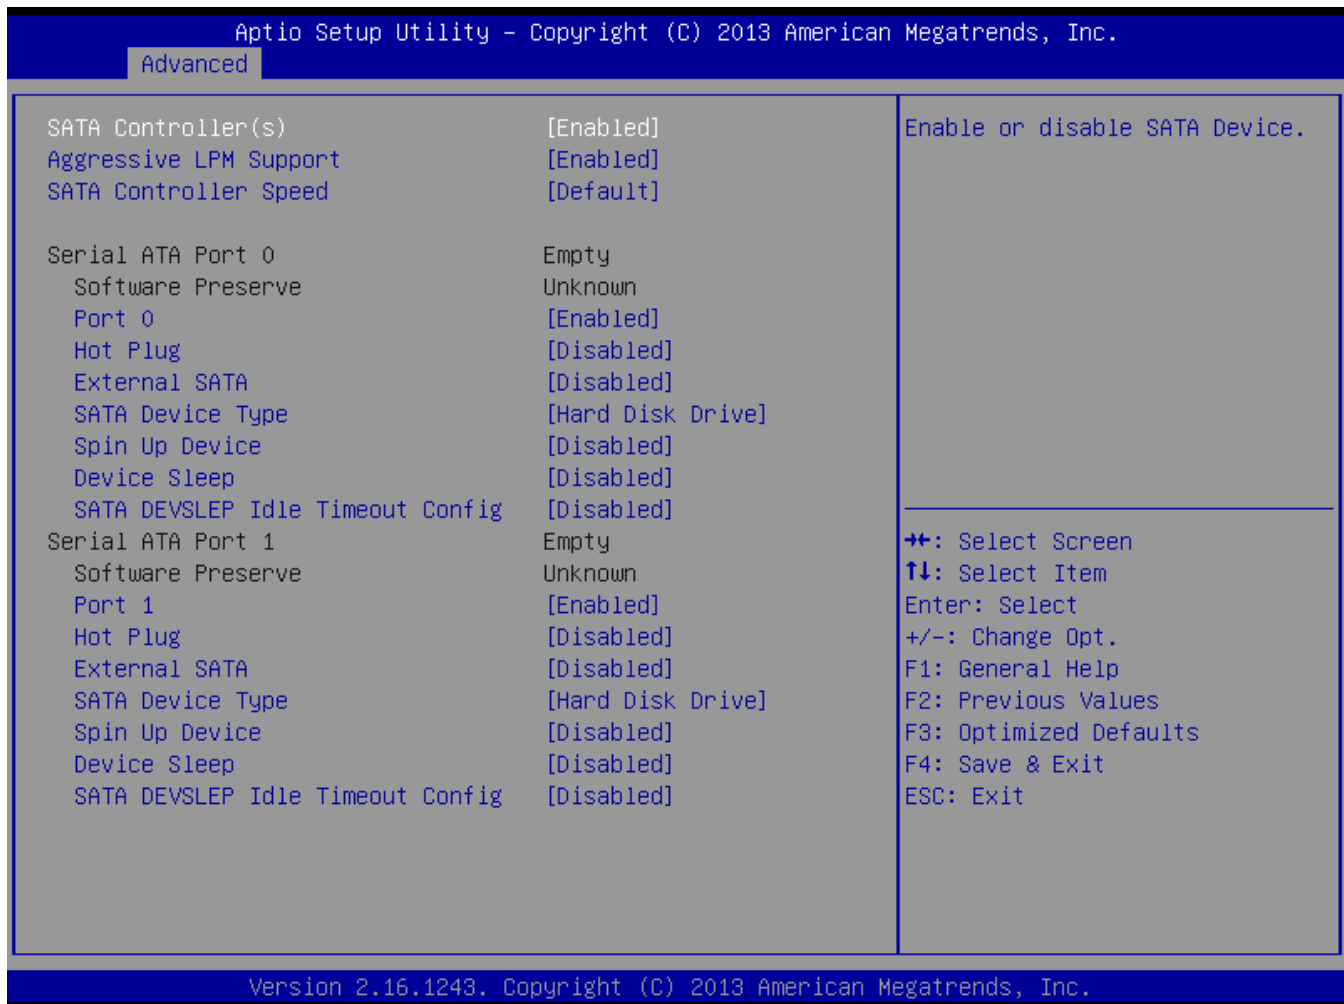 Aptio Setup Utility – Copyright (C) 2013 American Megatrends, Inc.
Advanced
SATA Controller(s) [Enabled]
Aggressive LPM Support [Enabled]
SATA Controller Speed [Default]
Serial ATA Port 0 Empty
Software Preserve Unknown
Port 0 [Enabled]
Hot Plug [Disabled]
External SATA [Disabled]
SATA Device Type [Hard Disk Drive]
Spin Up Device [Disabled]
Device Sleep [Disabled]
SATA DEVSLEP Idle Timeout Config [Disabled]
Serial ATA Port 1 Empty
Software Preserve Unknown
Port 1 [Enabled]
Hot Plug [Disabled]
External SATA [Disabled]
SATA Device Type [Hard Disk Drive]
Spin Up Device [Disabled]
Device Sleep [Disabled]
SATA DEVSLEP Idle Timeout Config [Disabled]
Enable or disable SATA Device.
→←: Select Screen
↑↓: Select Item
Enter: Select
+/-: Change Opt.
F1: General Help
F2: Previous Values
F3: Optimized Defaults
F4: Save & Exit
ESC: Exit
Version 2.16.1243. Copyright (C) 2013 American Megatrends, Inc.